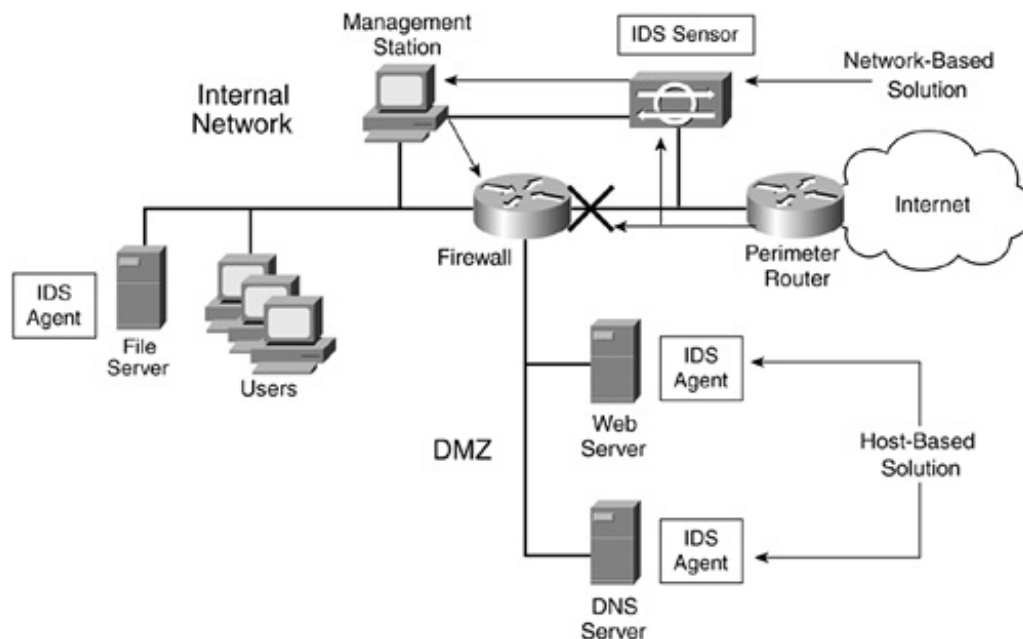 Management
Station
IDS Sensor
Network-Based
Solution
Internal
Network
Internet
Firewall
Perimeter
Router
IDS
Agent
File
Server
Users
IDS
Agent
Web
Server
DMZ
Host-Based
Solution
IDS
Agent
DNS
Server